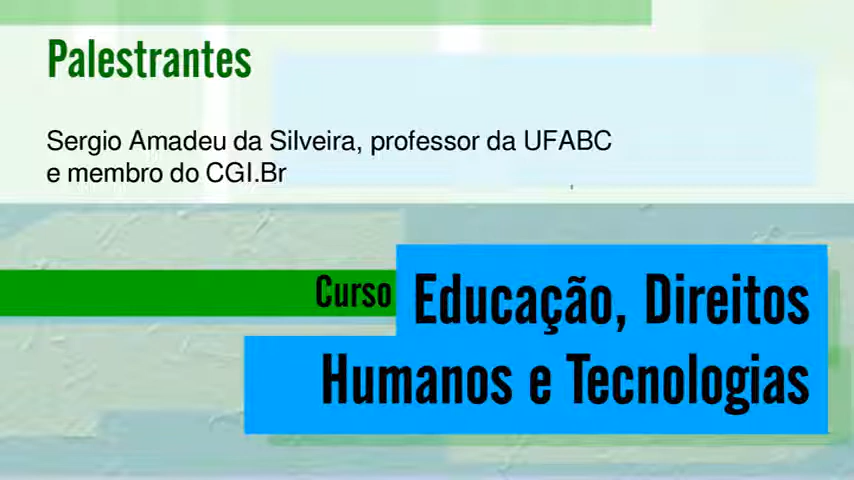 Palestrantes
Sergio Amadeu da Silveira, professor da UFABC
e membro do CGI.Br
Curso
Educação, Direitos
Humanos e Tecnologias